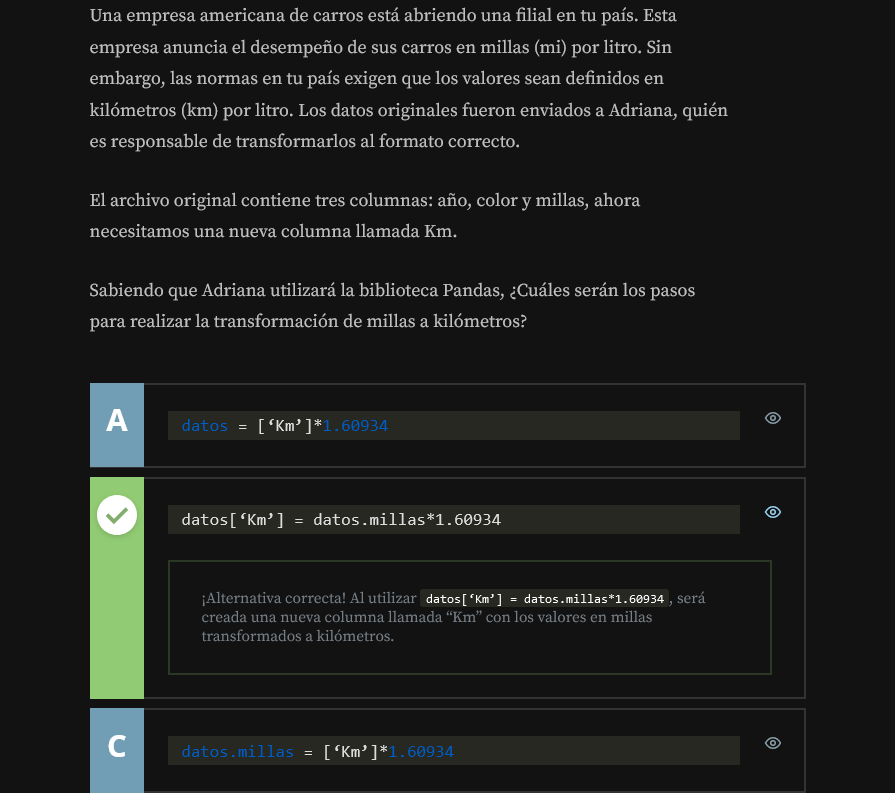 Una empresa americana de carros está abriendo una filial en tu país. Esta
empresa anuncia el desempeño de sus carros en millas (mi) por litro. Sin
embargo, las normas en tu país exigen que los valores sean definidos en
kilómetros (km) por litro. Los datos originales fueron enviados a Adriana, quién
es responsable de transformarlos al formato correcto.
El archivo original contiene tres columnas: año, color y millas, ahora
necesitamos una nueva columna llamada Km.
Sabiendo que Adriana utilizará la biblioteca Pandas, ¿Cuáles serán los pasos
para realizar la transformación de millas a kilómetros?
A
datos = [‘Km’]*1.60934
datos[‘Km’] = datos.millas*1.60934
¡Alternativa correcta! Al utilizar datos[‘Km’] = datos.millas*1.60934, será
creada una nueva columna llamada “Km” con los valores en millas
transformados a kilómetros.
C
datos.millas = [‘Km’]*1.60934